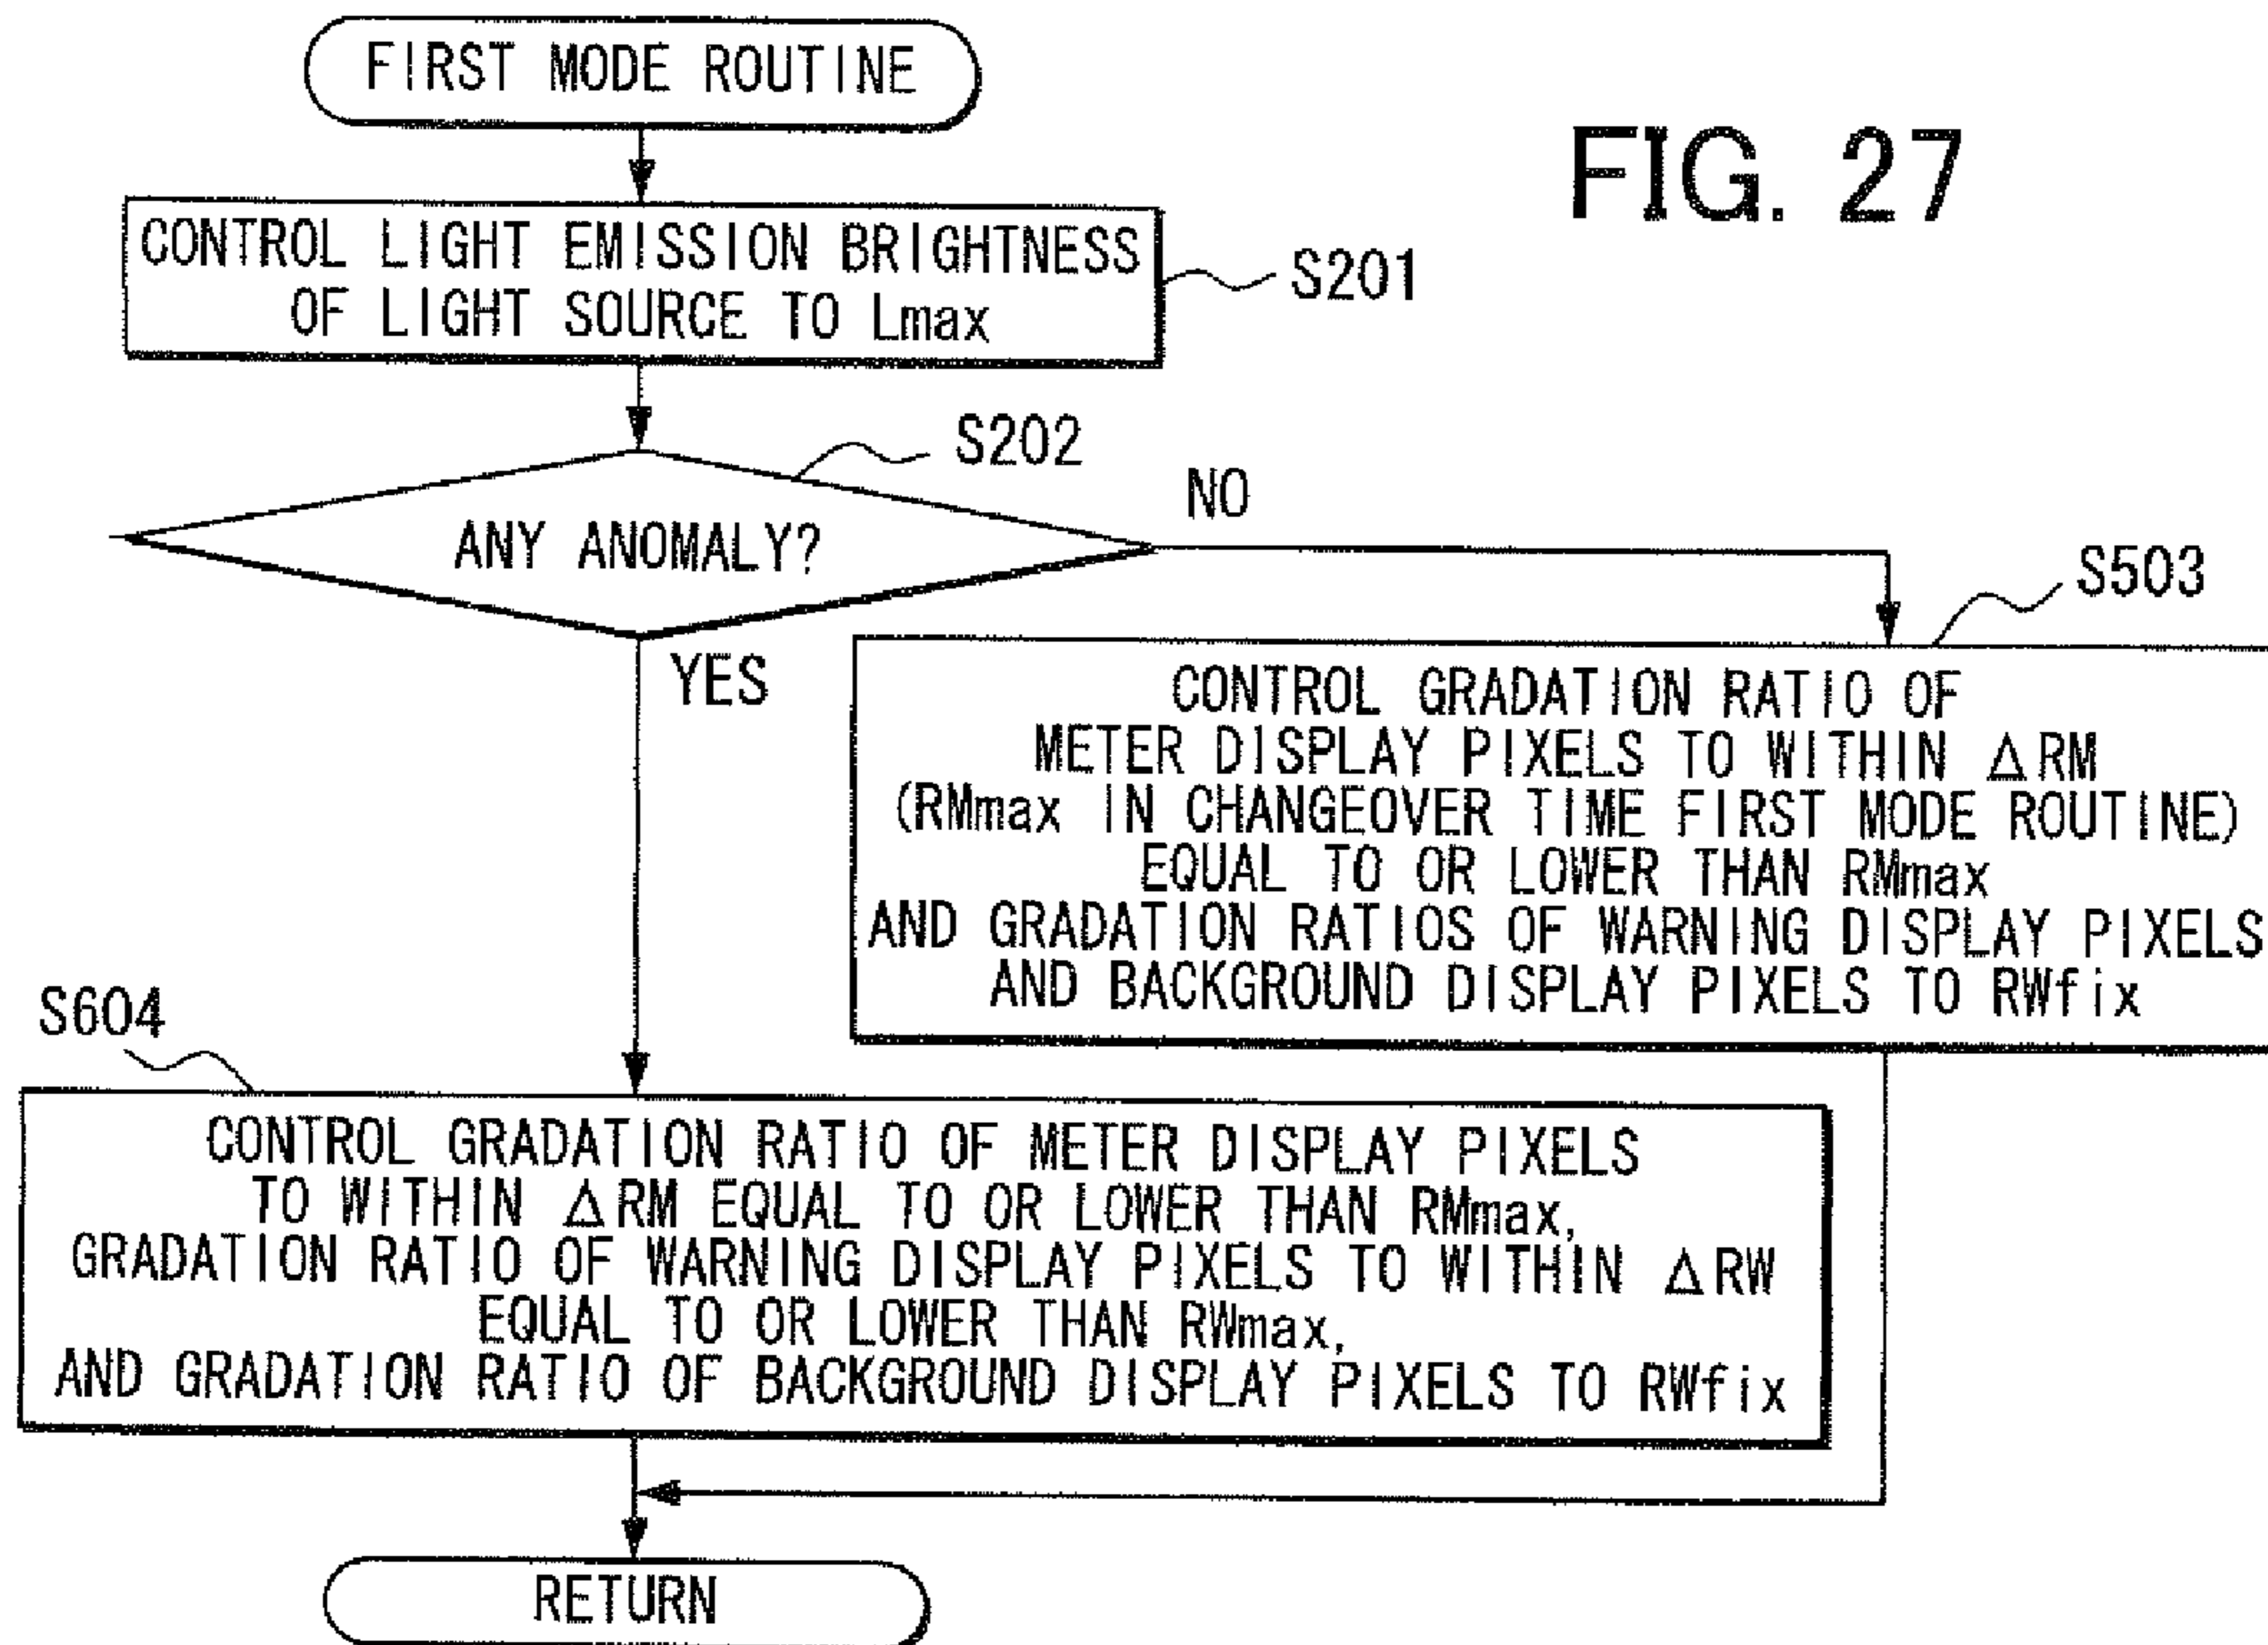 FIRST MODE ROUTINE
FIG. 27
CONTROL LIGHT EMISSION BRIGHTNESS
OF LIGHT SOURCE TO Lmax
S201
S202
ANY ANOMALY?
NO
YES
S503
CONTROL GRADATION RATIO OF
METER DISPLAY PIXELS TO WITHIN △RM
(RMmax IN CHANGEOVER TIME FIRST MODE ROUTINE)
EQUAL TO OR LOWER THAN RMmax
AND GRADATION RATIOS OF WARNING DISPLAY PIXELS
AND BACKGROUND DISPLAY PIXELS TO RWfix
S604
CONTROL GRADATION RATIO OF METER DISPLAY PIXELS
TO WITHIN △RM EQUAL TO OR LOWER THAN RMmax,
GRADATION RATIO OF WARNING DISPLAY PIXELS TO WITHIN △RW
EQUAL TO OR LOWER THAN RWmax,
AND GRADATION RATIO OF BACKGROUND DISPLAY PIXELS TO RWfix
RETURN